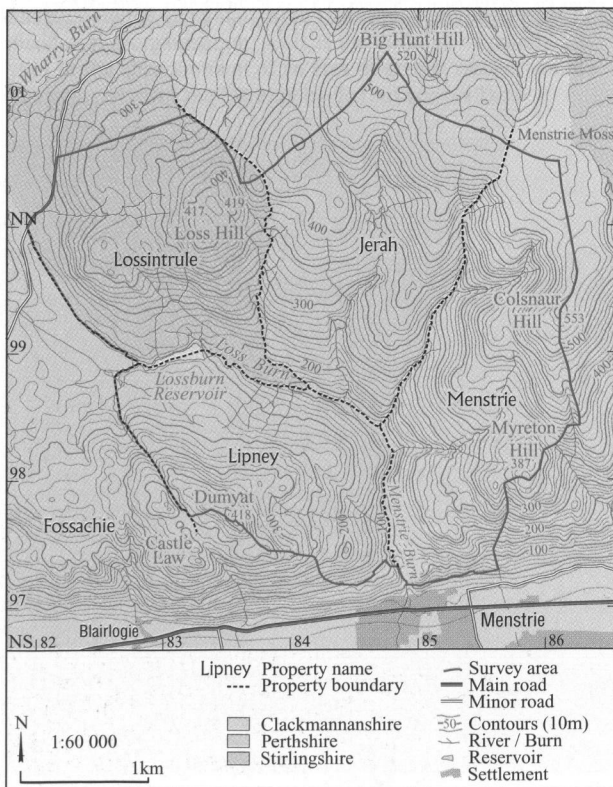 Big Hunt Hill
520
Wharry Burn
500
01
400
Menstrie Moss
400
NN
417
419
Loss Hill
400
Jerah
Lossintrule
Colsnaur
Hill
300
553
500
99
200
Loss Burn
400
Lossburn
Reservoir
Menstrie
Lipney
Myreton
Hill
387
98
Dumyat
418
300
Fossachie
Menstrie Burn
200
Castle
Law
100
97
Menstrie
Blairlogie
NS 82
83
84
85
86
Lipney Property name
Property boundary
Clackmannanshire
Perthshire
Stirlingshire
Survey area
Main road
Minor road
50 Contours (10m)
River / Burn
Reservoir
Settlement
N
1:60 000
1km